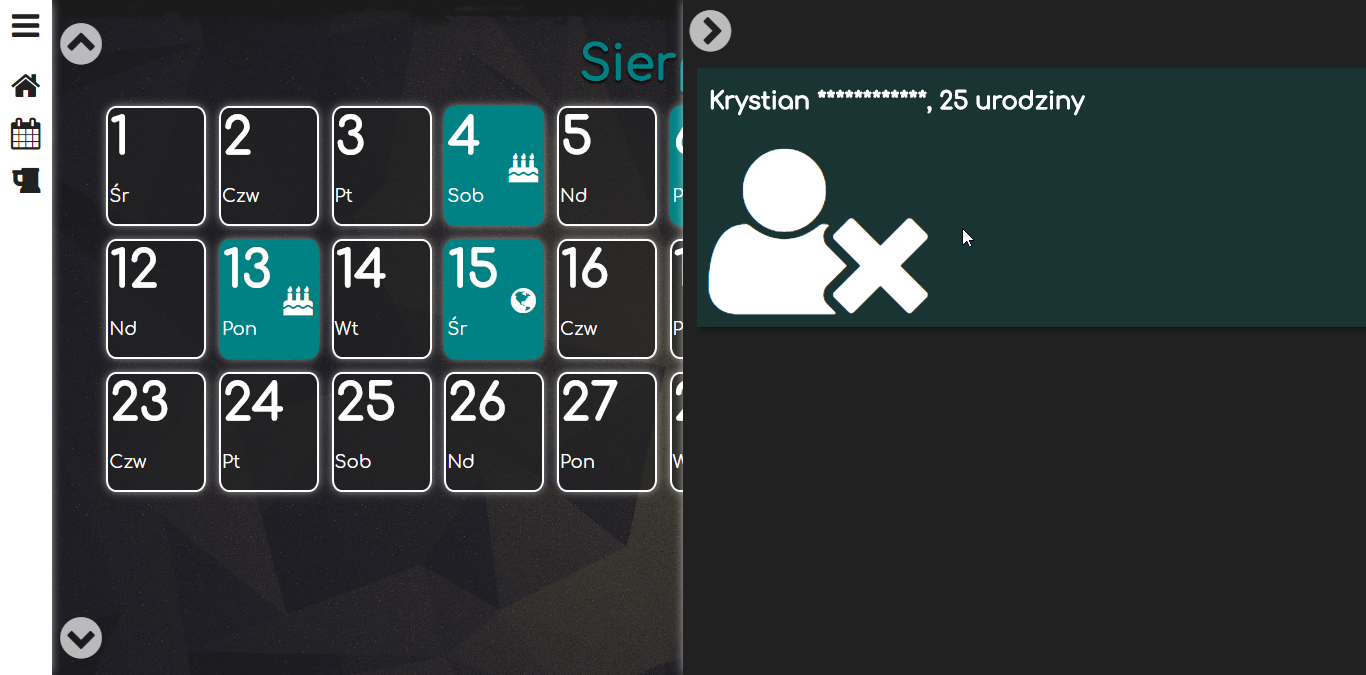 Sier
1 2 3 4 5
Śr Czw Pt Sob Nd
12 13 14 15 16
Nd Pon Wt Śr Czw
23 24 25 26 27
Czw Pt Sob Nd Pon
Krystian ************, 25 urodziny